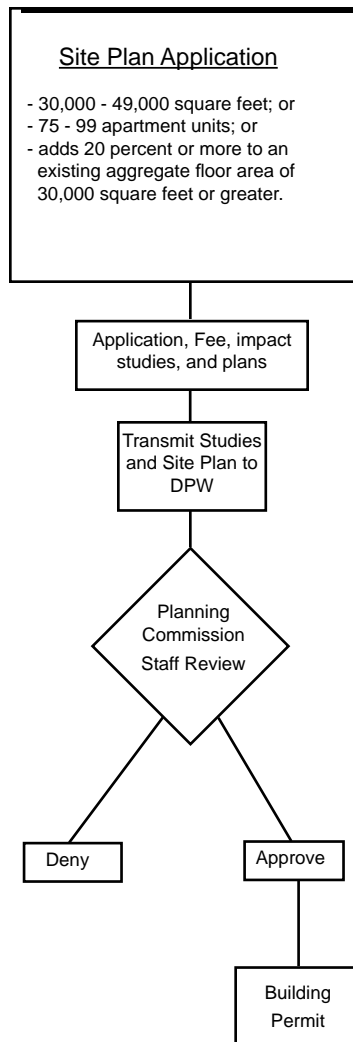 Site Plan Application
- 30,000 - 49,000 square feet; or
- 75 - 99 apartment units; or
- adds 20 percent or more to an
existing aggregate floor area of
30,000 square feet or greater.
Application, Fee, impact
studies, and plans
Transmit Studies
and Site Plan to
DPW
Planning
Commission
Staff Review
Deny
Approve
Building
Permit